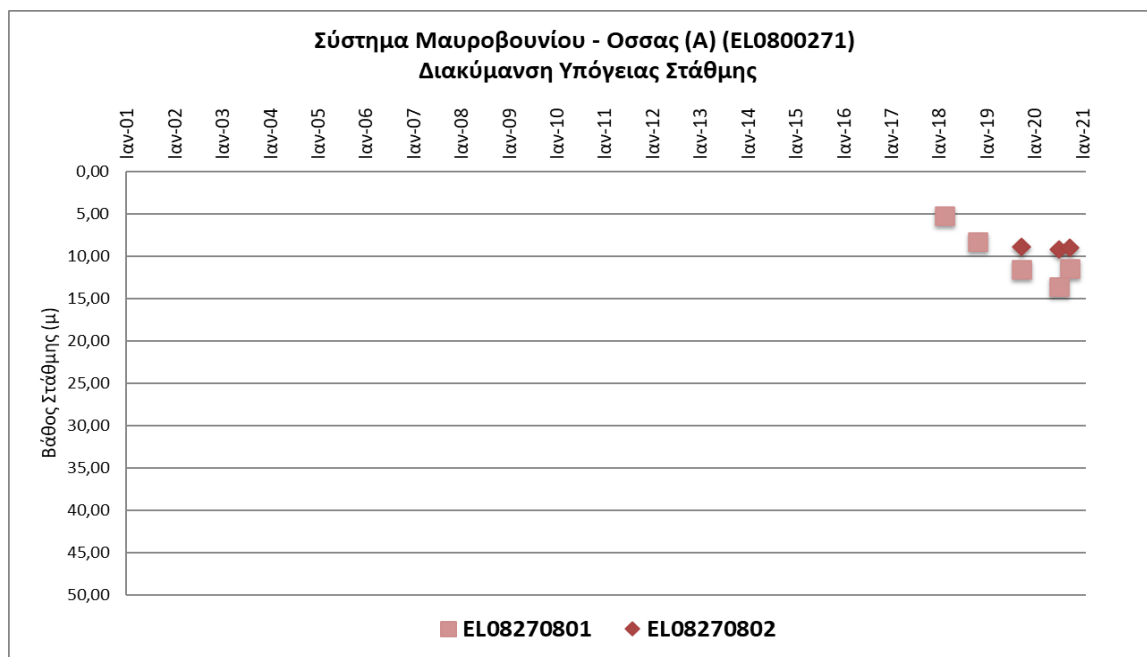 Σύστημα Μαυροβουνίου - Οσσας (Α) (EL0800271)
Διακύμανση Υπόγειας Στάθμης
Ιαν-01
Ιαν-02
Ιαν-03
Ιαν-04
Ιαν-05
Ιαν-06
Ιαν-07
Ιαν-08
Ιαν-09
Ιαν-10
Ιαν-11
Ιαν-12
Ιαν-13
Ιαν-14
Ιαν-15
Ιαν-16
Ιαν-17
Ιαν-18
Ιαν-19
Ιαν-20
Ιαν-21
Βάθος Στάθμης (μ)
0,00
5,00
10,00
15,00
20,00
25,00
30,00
35,00
40,00
45,00
50,00
EL08270801
EL08270802